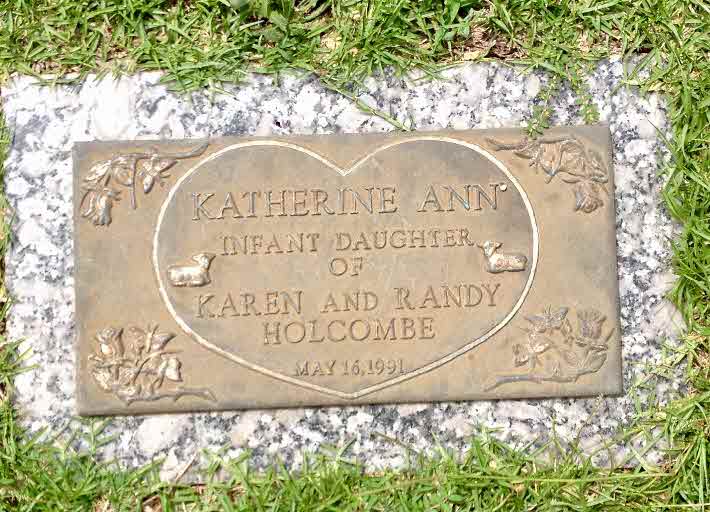 KATHERINE ANN
INFANT DAUGHTER
OF
KAREN AND RANDY
HOLCOMBE
MAY 16, 1991